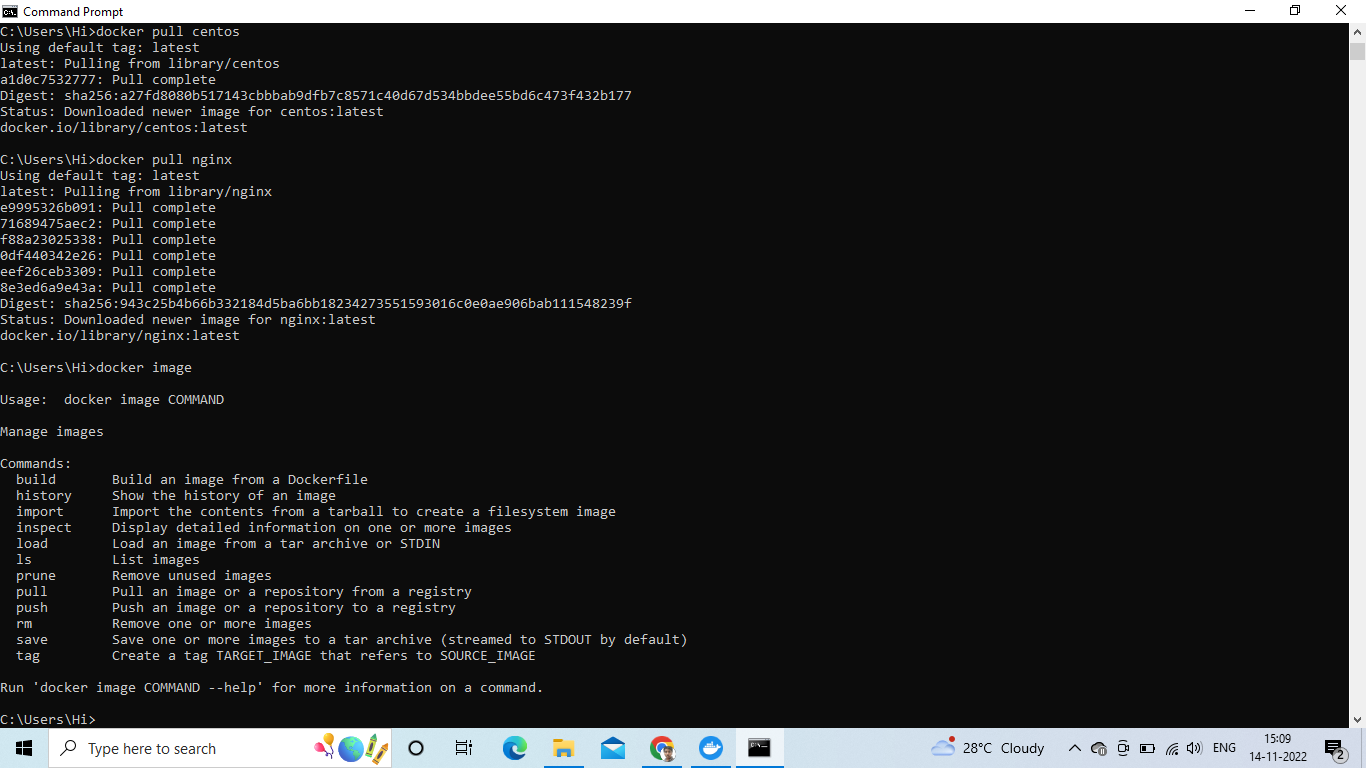 Command Prompt
C:\Users\Hi>docker pull centos
Using default tag: latest
latest: Pulling from library/centos
a1d0c7532777: Pull complete
Digest: sha256:a27fd8080b517143cbbbab9dfb7c8571c40d67d534bbdee55bd6c473f432b177
Status: Downloaded newer image for centos:latest
docker.io/library/centos:latest
C:\Users\Hi>docker pull nginx
Using default tag: latest
latest: Pulling from library/nginx
e9995326b091: Pull complete
71689475aec2: Pull complete
f88a23025338: Pull complete
0df440342e26: Pull complete
eef26ceb3309: Pull complete
8e3ed6a9e43a: Pull complete
Digest: sha256:943c25b4b66b332184d5ba6bb18234273551593016c0e0ae906bab111548239f
Status: Downloaded newer image for nginx:latest
docker.io/library/nginx:latest
C:\Users\Hi>docker image
Usage:  docker image COMMAND
Manage images
Commands:
  build       Build an image from a Dockerfile
  history     Show the history of an image
  import      Import the contents from a tarball to create a filesystem image
  inspect     Display detailed information on one or more images
  load        Load an image from a tar archive or STDIN
  ls          List images
  prune       Remove unused images
  pull        Pull an image or a repository from a registry
  push        Push an image or a repository to a registry
  rm          Remove one or more images
  save        Save one or more images to a tar archive (streamed to STDOUT by default)
  tag         Create a tag TARGET_IMAGE that refers to SOURCE_IMAGE
Run 'docker image COMMAND --help' for more information on a command.
C:\Users\Hi>
Type here to search
28°C Cloudy
ENG
15:09
14-11-2022
2